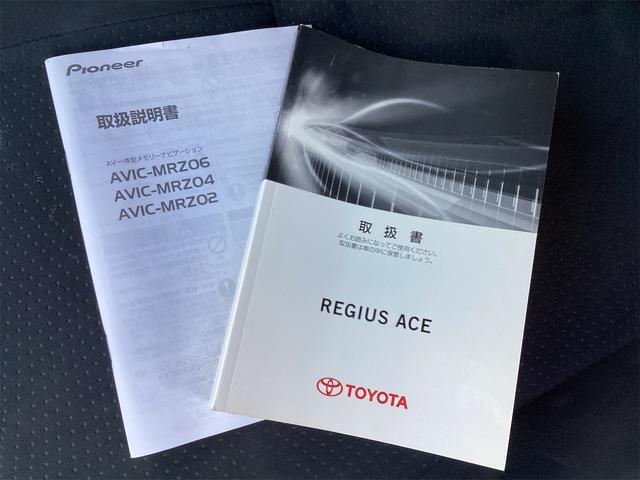 Pioneer
取扱説明書
AV一体型メモリーナビゲーション
AVIC-MRZ06
AVIC-MRZ04
AVIC-MRZ02
取扱書
よくお読みになってご使用ください。
取扱書は車の中に保管しましょう。
REGIUS ACE
TOYOTA